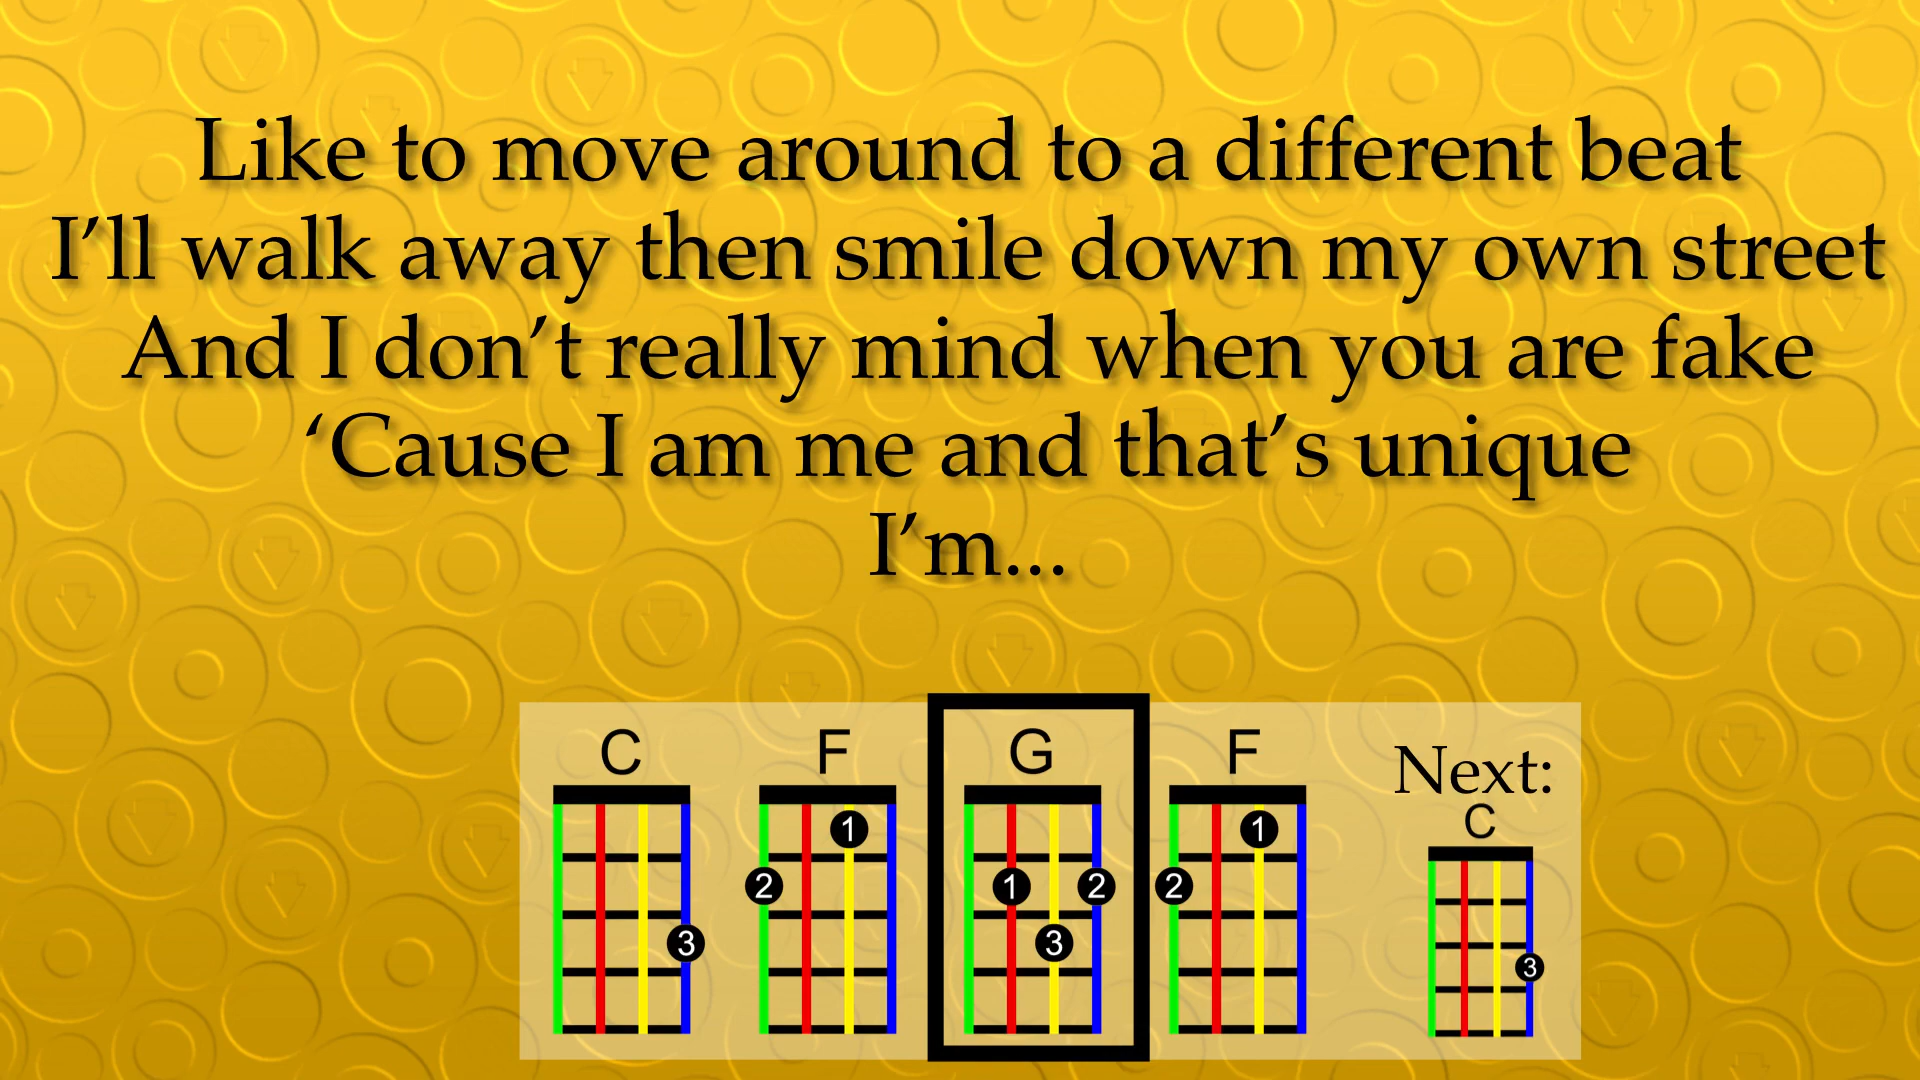 Like to move around to a different beat
I’ll walk away then smile down my own street
And I don’t really mind when you are fake
‘Cause I am me and that’s unique
I’m...
C F G F Next:
C
1 1
2 1 2 2
3 3 3